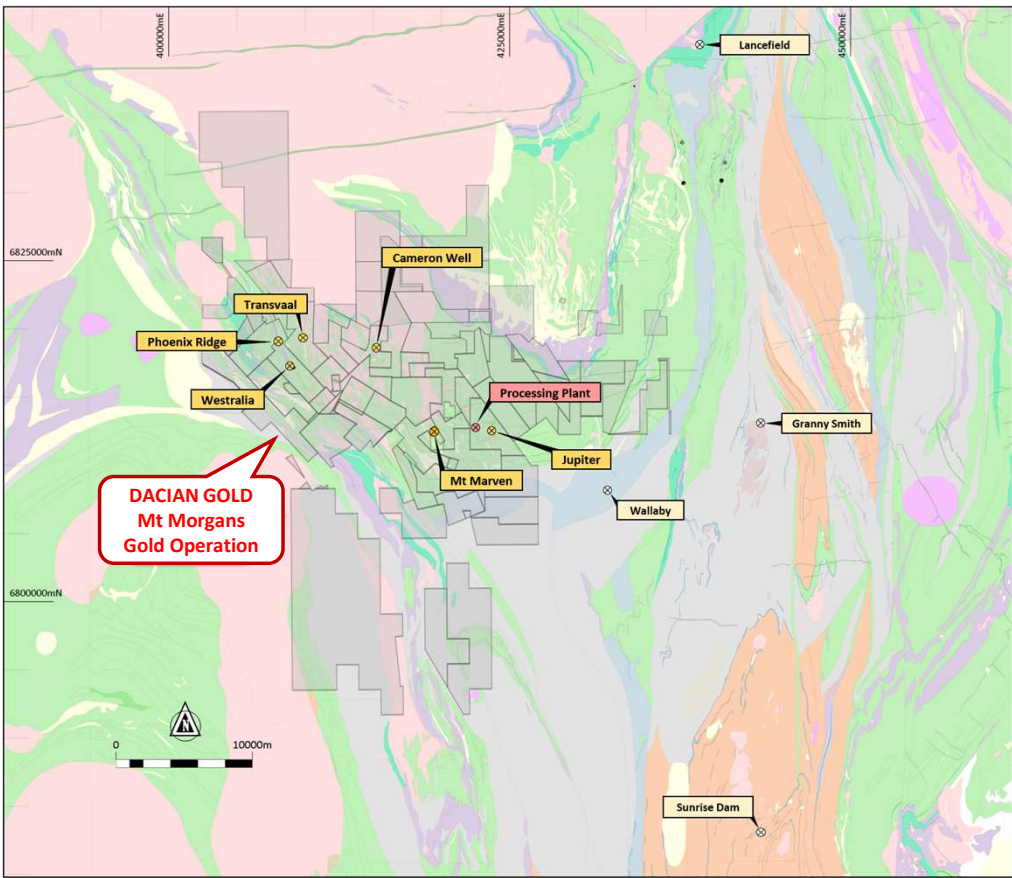 400000mE
425000mE
450000mE
Lancefield
6825000mN
Cameron Well
Transvaal
Phoenix Ridge
Westralia
Processing Plant
Granny Smith
Jupiter
Mt Marven
DACIAN GOLD
Mt Morgans
Gold Operation
Wallaby
6800000mN
N
0
10000m
Sunrise Dam